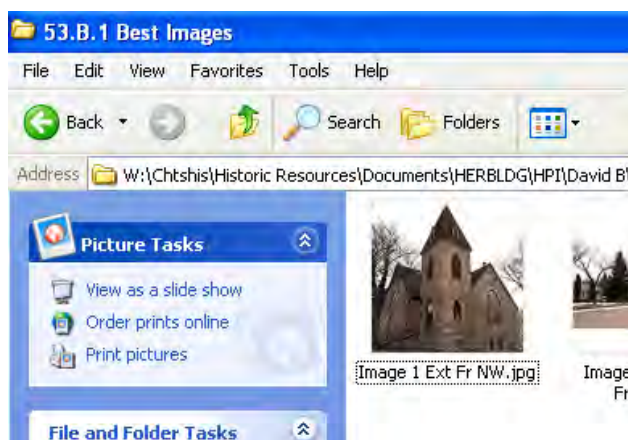 53.B.1 Best Images
File Edit View Favorites Tools Help
Back Search Folders
Address W:\Chtshis\Historic Resources\Documents\HERBLDG\HPI\David B\
Picture Tasks
View as a slide show
Order prints online
Print pictures
Image 1 Ext Fr NW.jpg
Image
Fr
File and Folder Tasks